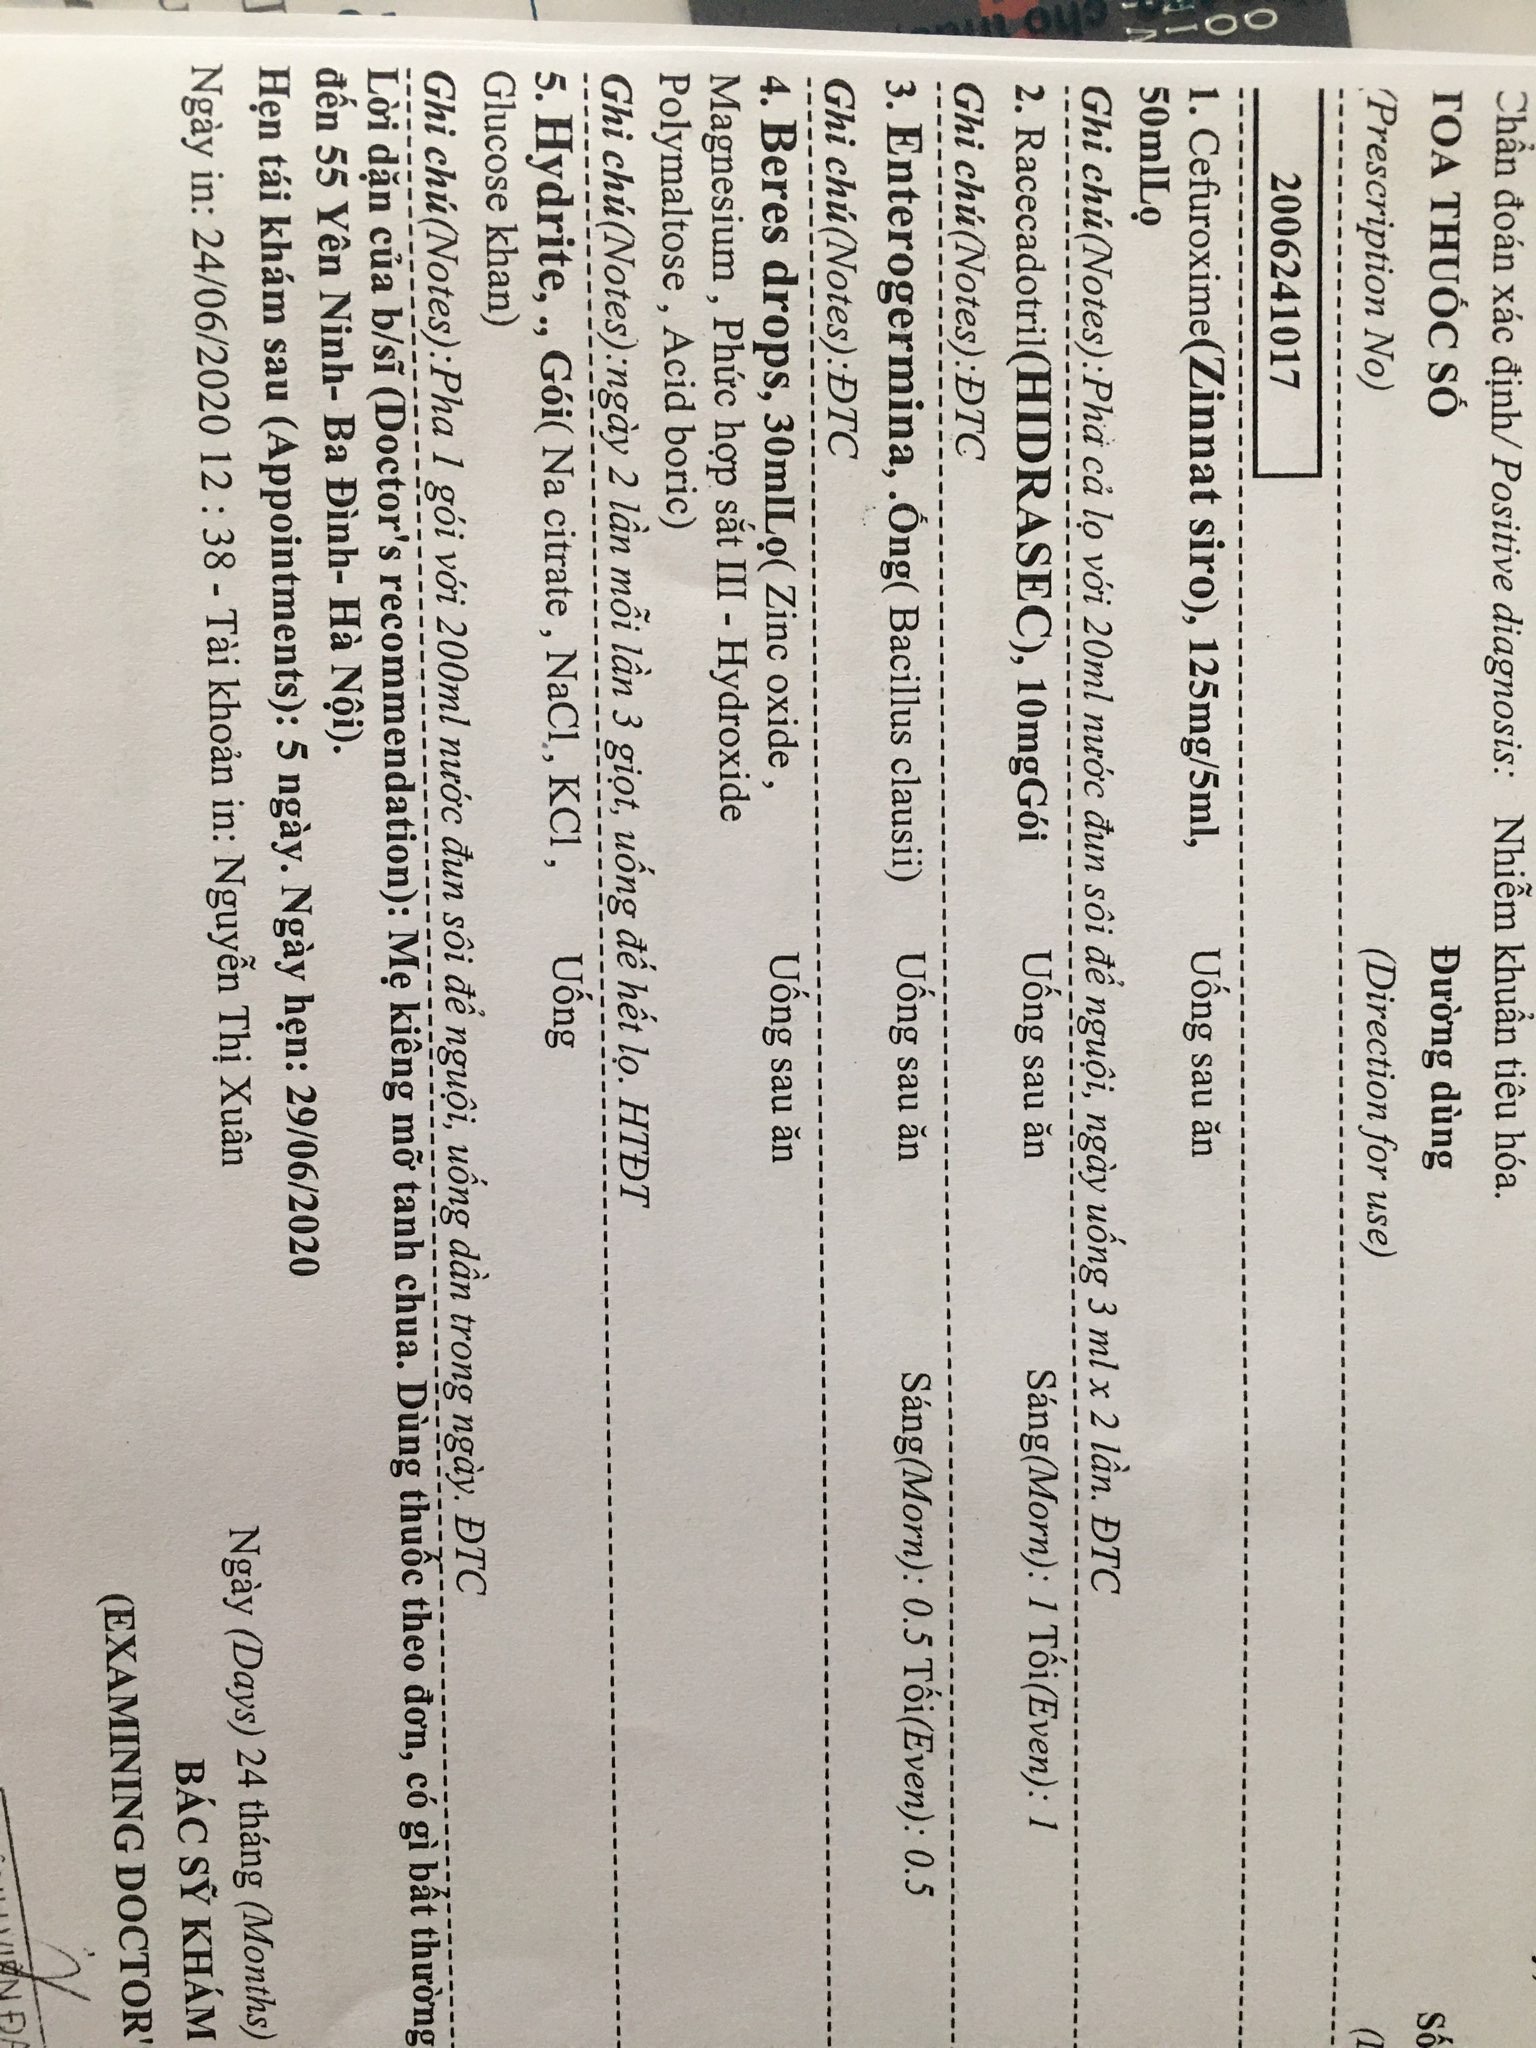 Chẩn đoán xác định/ Positive diagnosis: Nhiễm khuẩn tiêu hóa.
TOA THUỐC SỐ Đường dùng Số
(Prescription No) (Direction for use)
2006241017
1. Cefuroxime(Zinnat siro), 125mg/5ml, Uống sau ăn
50mlLọ
Ghi chú(Notes):Pha cả lọ với 20ml nước đun sôi để nguội, ngày uống 3 ml x 2 lần. ĐTC
2. Racecadotril(HIDRASEC), 10mgGói Uống sau ăn Sáng(Morn): 1 Tối(Even): 1
Ghi chú(Notes):ĐTC
3. Enterogermina, .Ống( Bacillus clausii) Uống sau ăn Sáng(Morn): 0.5 Tối(Even): 0.5
Ghi chú(Notes):ĐTC
4. Beres drops, 30mlLọ( Zinc oxide , Uống sau ăn
Magnesium , Phức hợp sắt III - Hydroxide
Polymaltose , Acid boric)
Ghi chú(Notes):ngày 2 lần mỗi lần 3 giọt, uống để hết lọ. HTĐT
5. Hydrite, ., Gói( Na citrate , NaCl , KCl , Uống
Glucose khan)
Ghi chú(Notes):Pha 1 gói với 200ml nước đun sôi để nguội, uống dần trong ngày. ĐTC
Lời dặn của b/sĩ (Doctor's recommendation): Mẹ kiêng mỡ tanh chua. Dùng thuốc theo đơn, có gì bất thường
đến 55 Yên Ninh- Ba Đình- Hà Nội).
Hẹn tái khám sau (Appointments): 5 ngày. Ngày hẹn: 29/06/2020
Ngày in: 24/06/2020 12 : 38 - Tài khoản in: Nguyễn Thị Xuân
Ngày (Days) 24 tháng (Months)
BÁC SỸ KHÁM
(EXAMINING DOCTOR'